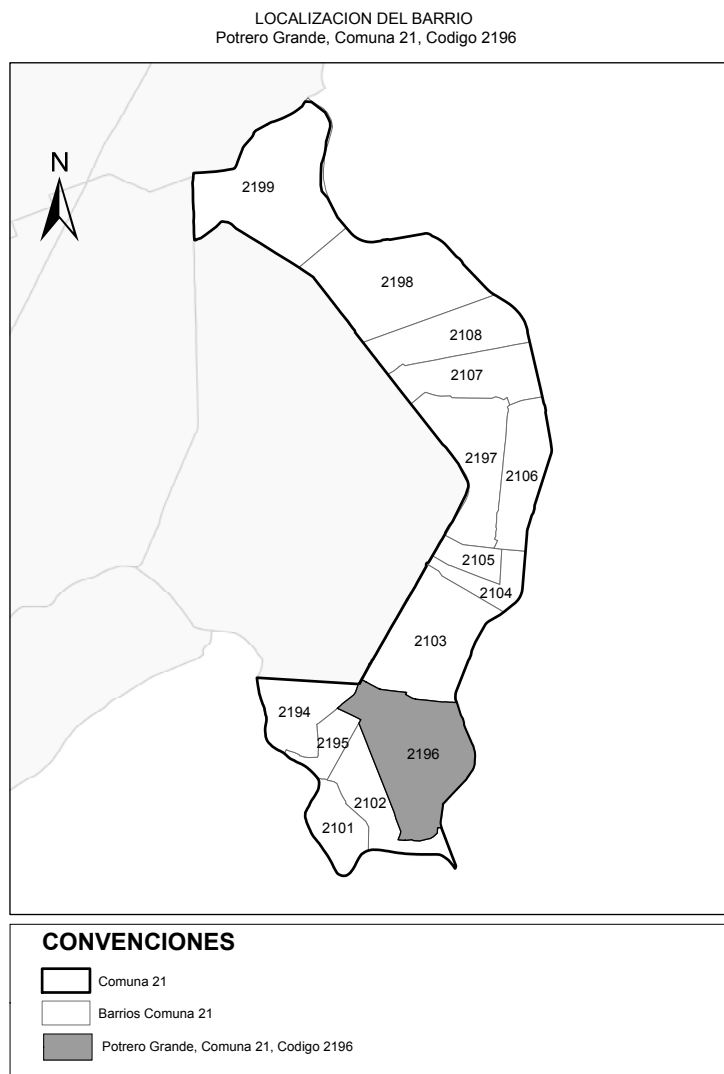 LOCALIZACION DEL BARRIO
Potrero Grande, Comuna 21, Codigo 2196
N
2199
2198
2108
2107
2197
2106
2105
2104
2103
2194
2195
2196
2102
2101
CONVENCIONES
Comuna 21
Barrios Comuna 21
Potrero Grande, Comuna 21, Codigo 2196